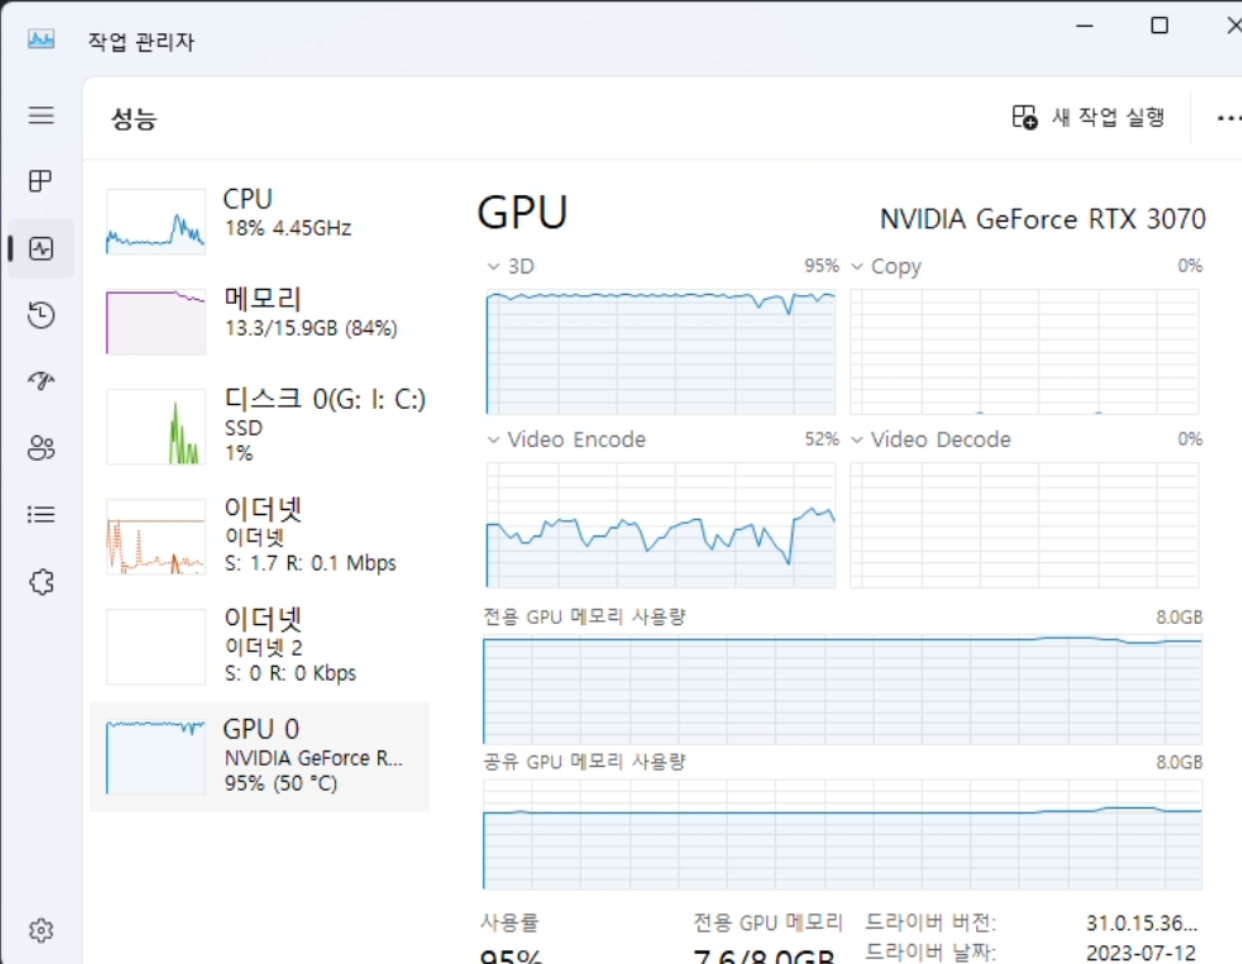 작업 관리자
성능
새 작업 실행
CPU
18% 4.45GHz
메모리
13.3/15.9GB (84%)
디스크 0(G: I: C:)
SSD
1%
이더넷
이더넷
S: 1.7 R: 0.1 Mbps
이더넷
이더넷 2
S: 0 R: 0 Kbps
GPU 0
NVIDIA GeForce R...
95% (50 °C)
GPU
NVIDIA GeForce RTX 3070
3D 95%
Copy 0%
Video Encode 52%
Video Decode 0%
전용 GPU 메모리 사용량 8.0GB
공유 GPU 메모리 사용량 8.0GB
사용률
95%
전용 GPU 메모리
7.6/8.0GB
드라이버 버전: 31.0.15.36...
드라이버 날짜: 2023-07-12